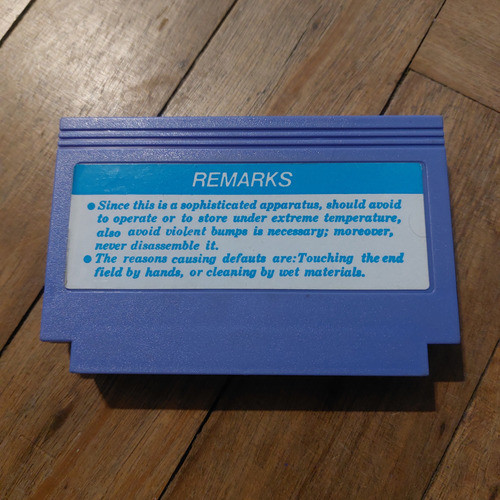 REMARKS
● Since this is a sophisticated apparatus, should avoid
to operate or to store under extreme temperature,
also avoid violent bumps is necessary; moreover,
never disassemble it.
● The reasons causing defauts are:Touching the end
field by hands, or cleaning by wet materials.